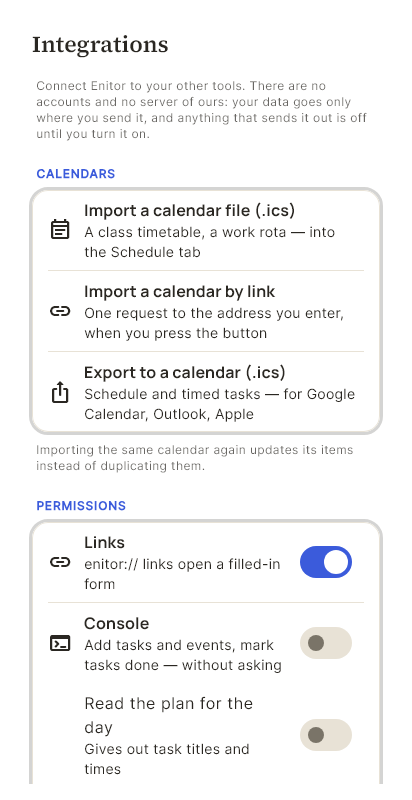 Integrations
Connect Enitor to your other tools. There are no
accounts and no server of ours: your data goes only
where you send it, and anything that sends it out is off
until you turn it on.
CALENDARS
Import a calendar file (.ics)
A class timetable, a work rota — into
the Schedule tab
Import a calendar by link
One request to the address you enter,
when you press the button
Export to a calendar (.ics)
Schedule and timed tasks — for Google
Calendar, Outlook, Apple
Importing the same calendar again updates its items
instead of duplicating them.
PERMISSIONS
Links
enitor:// links open a filled-in
form
Console
Add tasks and events, mark
tasks done — without asking
Read the plan for the
day
Gives out task titles and
times